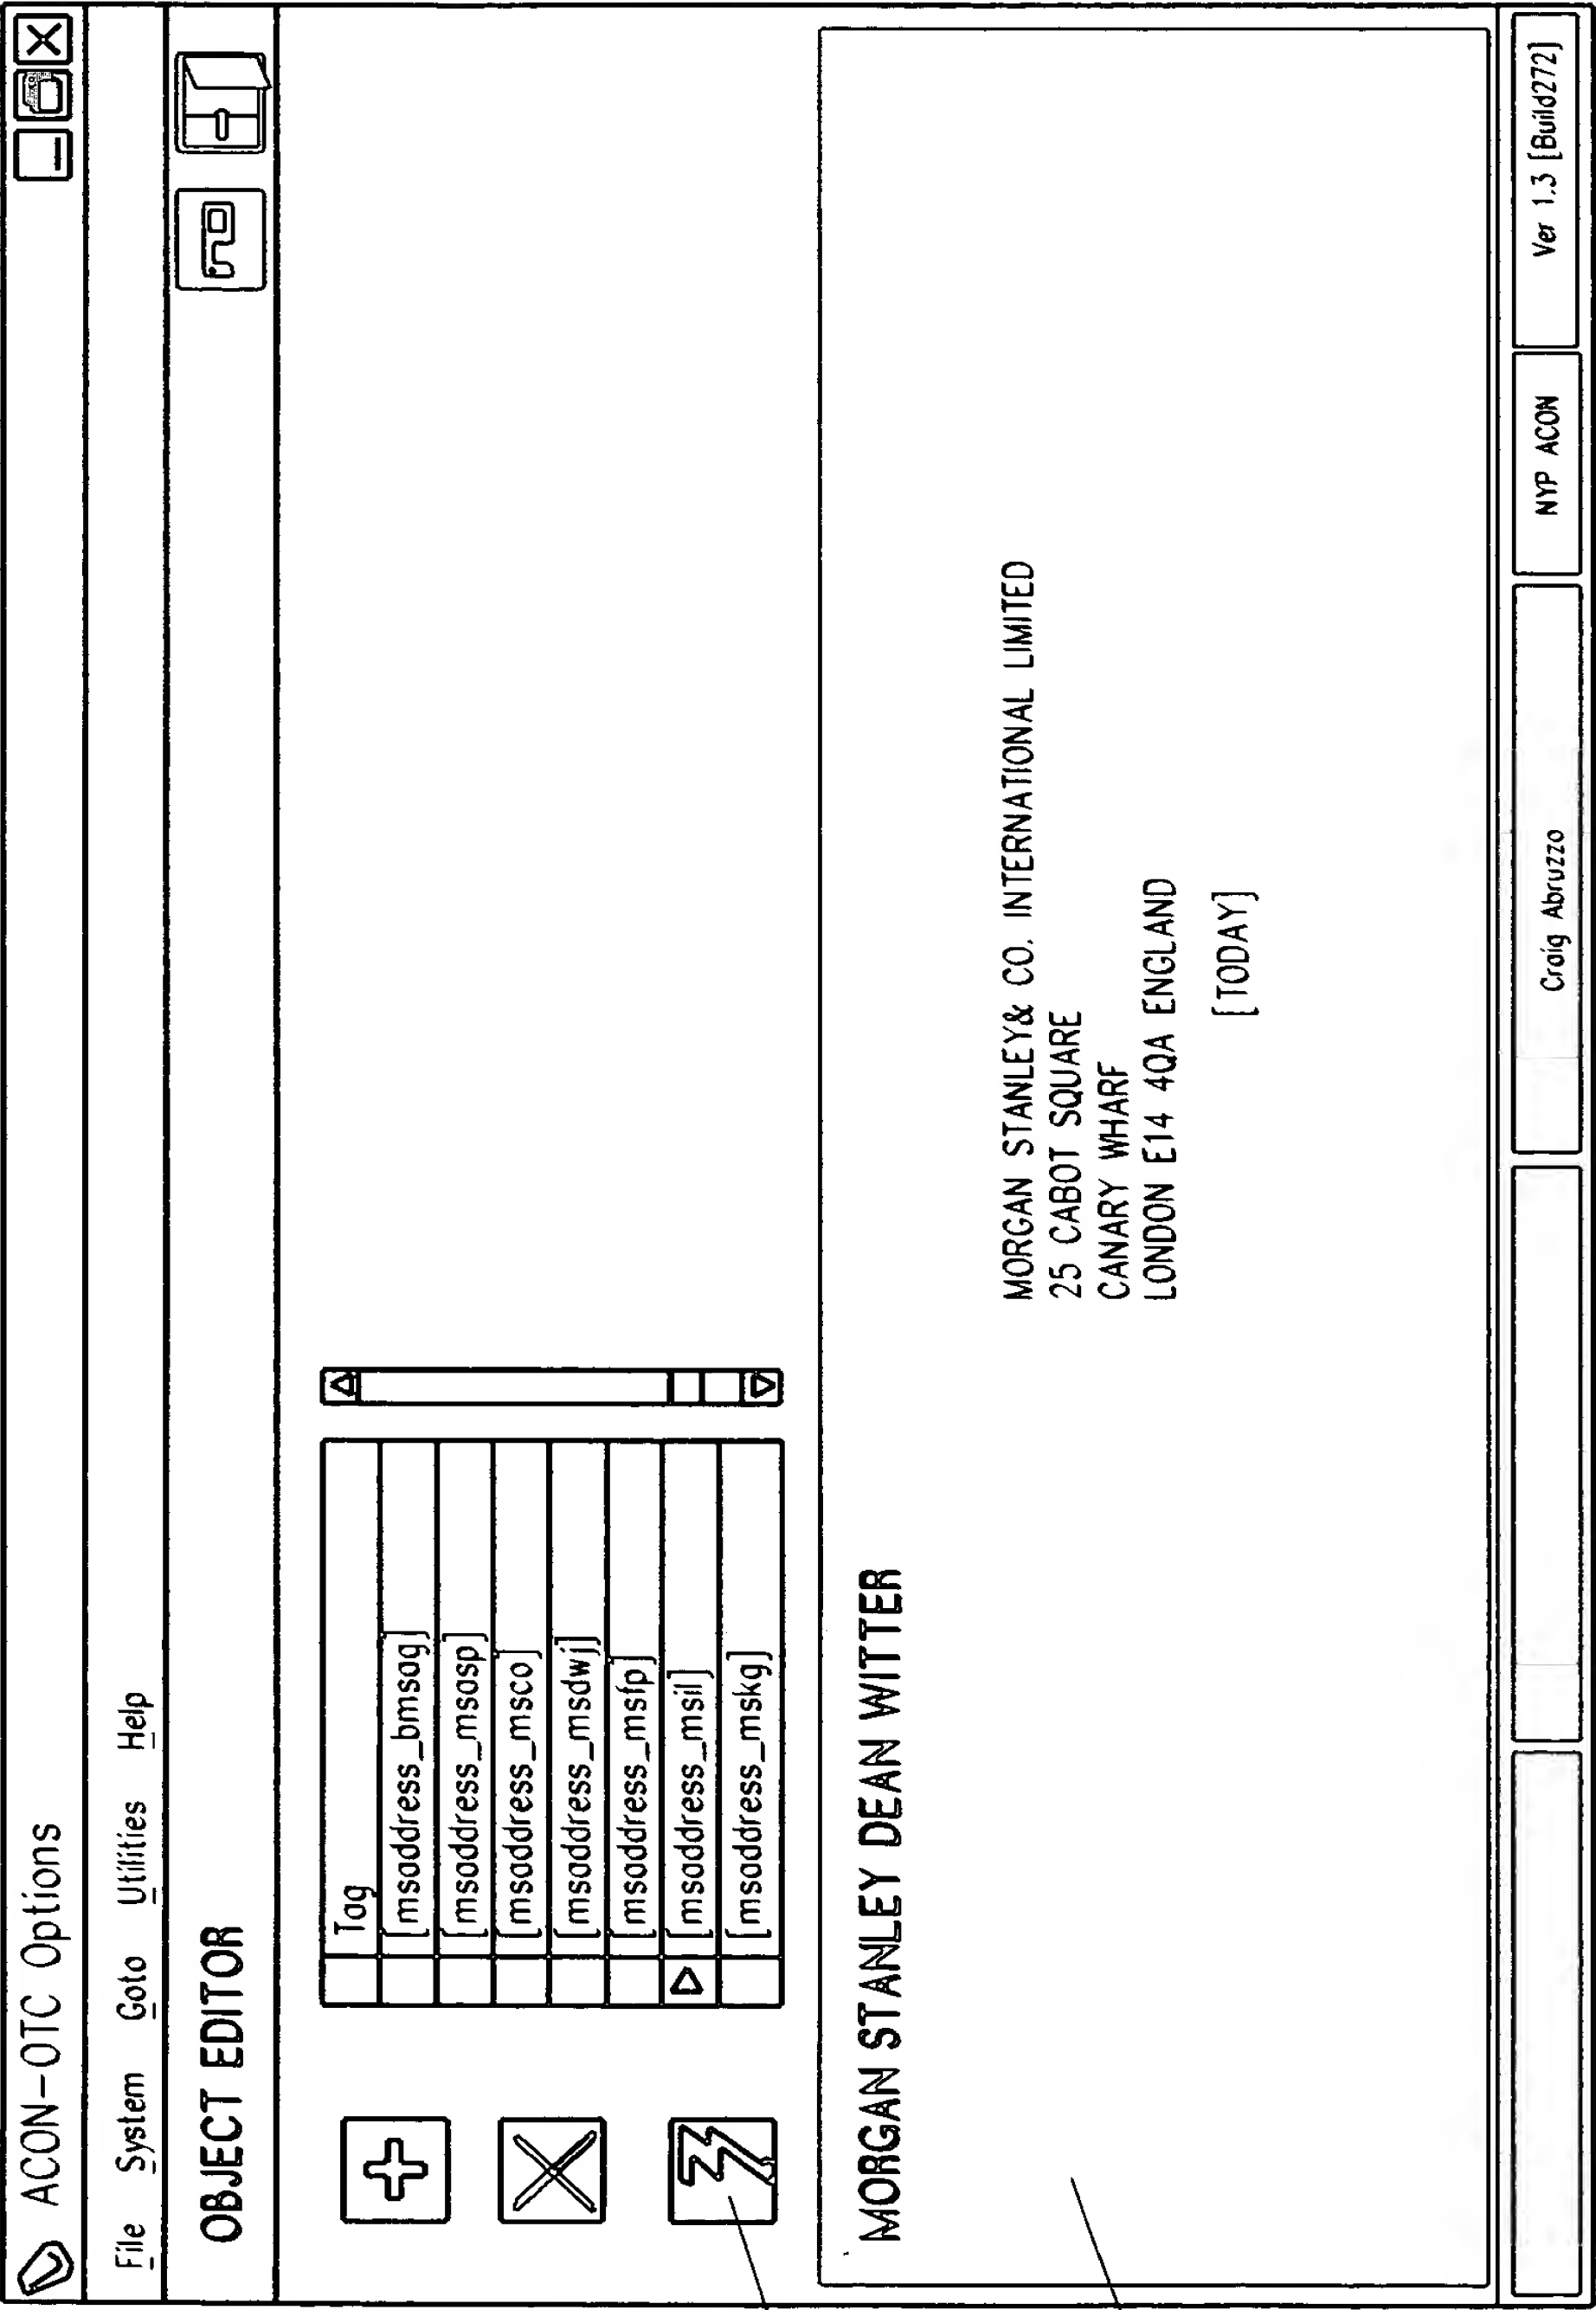 ACON-OTC Options
File System Goto Utilities Help
OBJECT EDITOR
Tag
[msaddress_bmsag]
[msaddress_msasp]
[msaddress_msco]
[msaddress_msdwj]
[msaddress_msfp]
[msaddress_msil]
[msaddress_mskg]
MORGAN STANLEY DEAN WITTER
MORGAN STANLEY& CO. INTERNATIONAL LIMITED
25 CABOT SQUARE
CANARY WHARF
LONDON E14 4QA ENGLAND
[TODAY]
Craig Abruzzo
NYP ACON
Ver 1.3 [Build272]